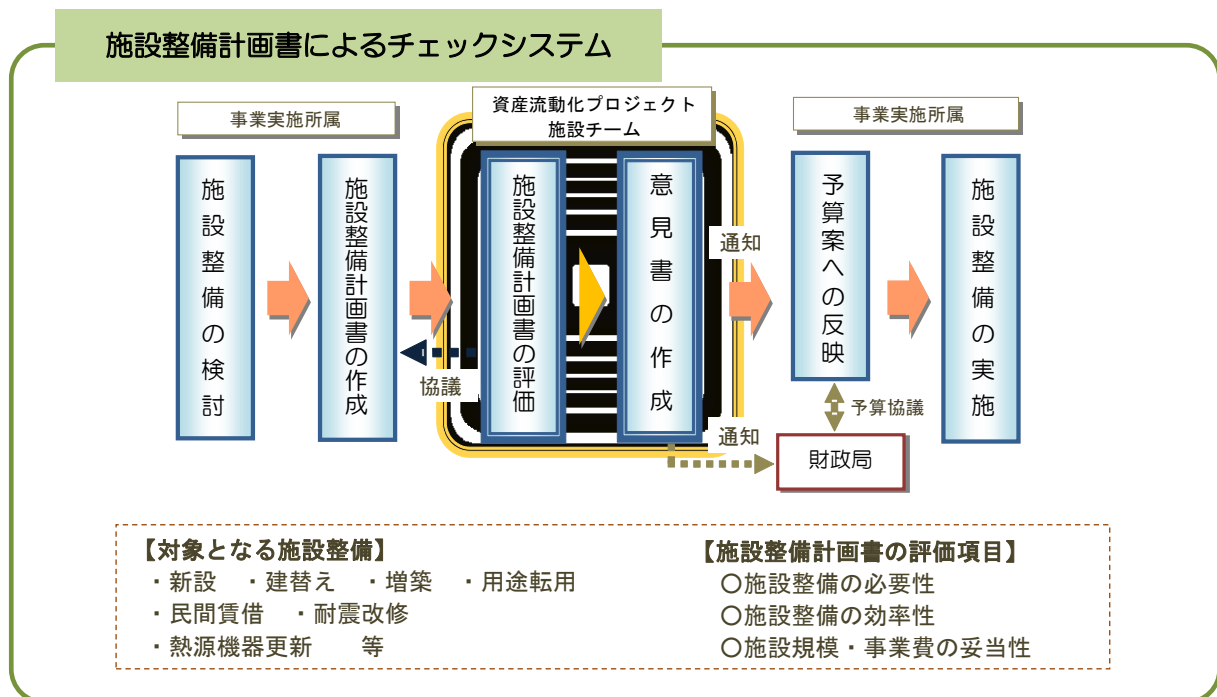 施設整備計画書によるチェックシステム
事業実施所属
資産流動化プロジェクト
施設チーム
事業実施所属
施設整備の検討
施設整備計画書の作成
施設整備計画書の評価
意見書の作成
予算案への反映
施設整備の実施
通知
協議
通知
予算協議
財政局
【対象となる施設整備】
・新設 ・建替え ・増築 ・用途転用
・民間賃借 ・耐震改修
・熱源機器更新 等
【施設整備計画書の評価項目】
〇施設整備の必要性
〇施設整備の効率性
〇施設規模・事業費の妥当性